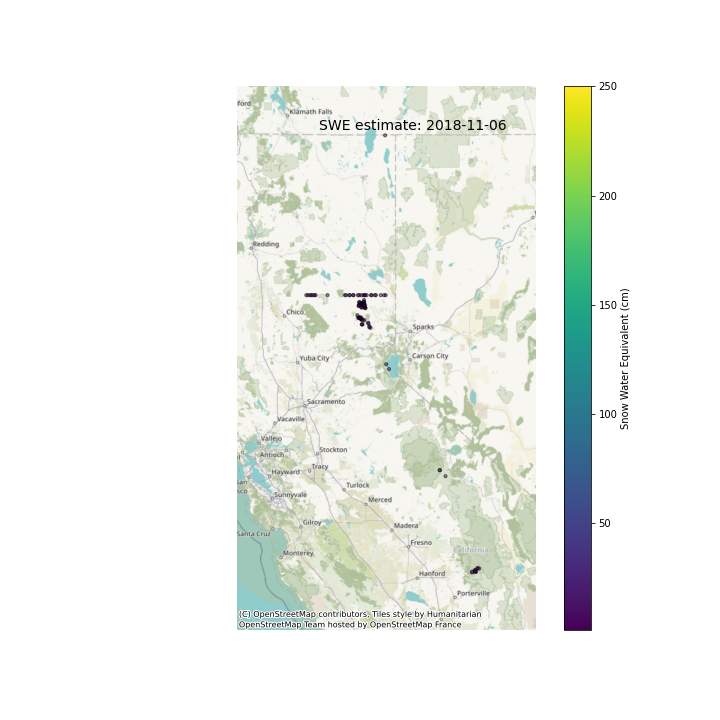 ford
Klamath Falls
SWE estimate: 2018-11-06
Redding
Chico
Sparks
Yuba City
Carson City
Sacramento
Vacaville
Vallejo
Antioch
Stockton
Hayward
Tracy
san
sco
Sunnyvale
Turlock
Merced
Gilroy
Madera
Santa Cruz
Fresno
Monterey
California
Hanford
Porterville
(C) OpenStreetMap contributors, Tiles style by Humanitarian
OpenStreetMap Team hosted by OpenStreetMap France
250
200
150
100
50
Snow Water Equivalent (cm)